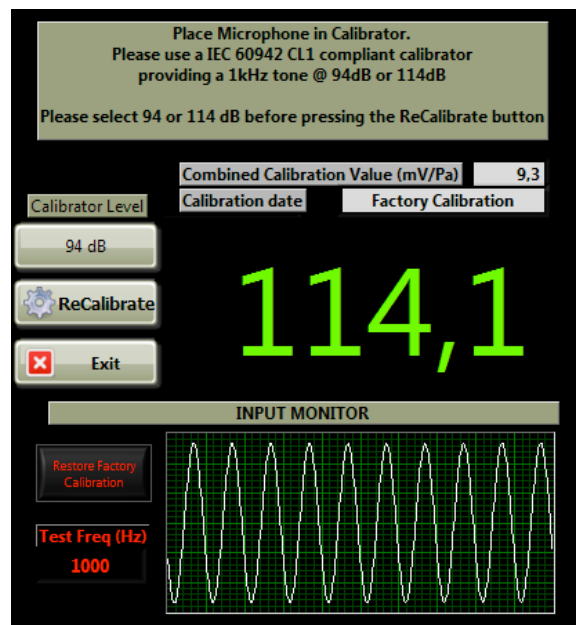 Place Microphone in Calibrator.
Please use a IEC 60942 CL1 compliant calibrator
providing a 1kHz tone @ 94dB or 114dB
Please select 94 or 114 dB before pressing the ReCalibrate button
Combined Calibration Value (mV/Pa) 9,3
Calibration date Factory Calibration
Calibrator Level
94 dB
ReCalibrate
Exit
114,1
INPUT MONITOR
Restore Factory
Calibration
Test Freq (Hz)
1000